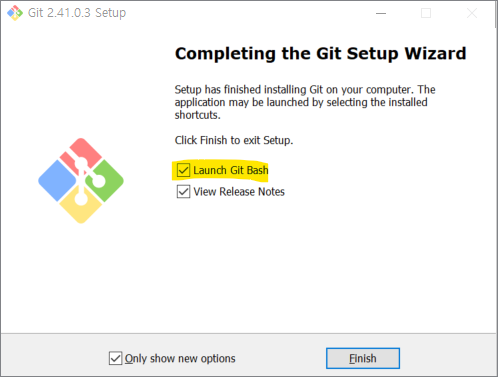 Git 2.41.0.3 Setup
Completing the Git Setup Wizard
Setup has finished installing Git on your computer. The
application may be launched by selecting the installed
shortcuts.
Click Finish to exit Setup.
Launch Git Bash
View Release Notes
Only show new options
Finish